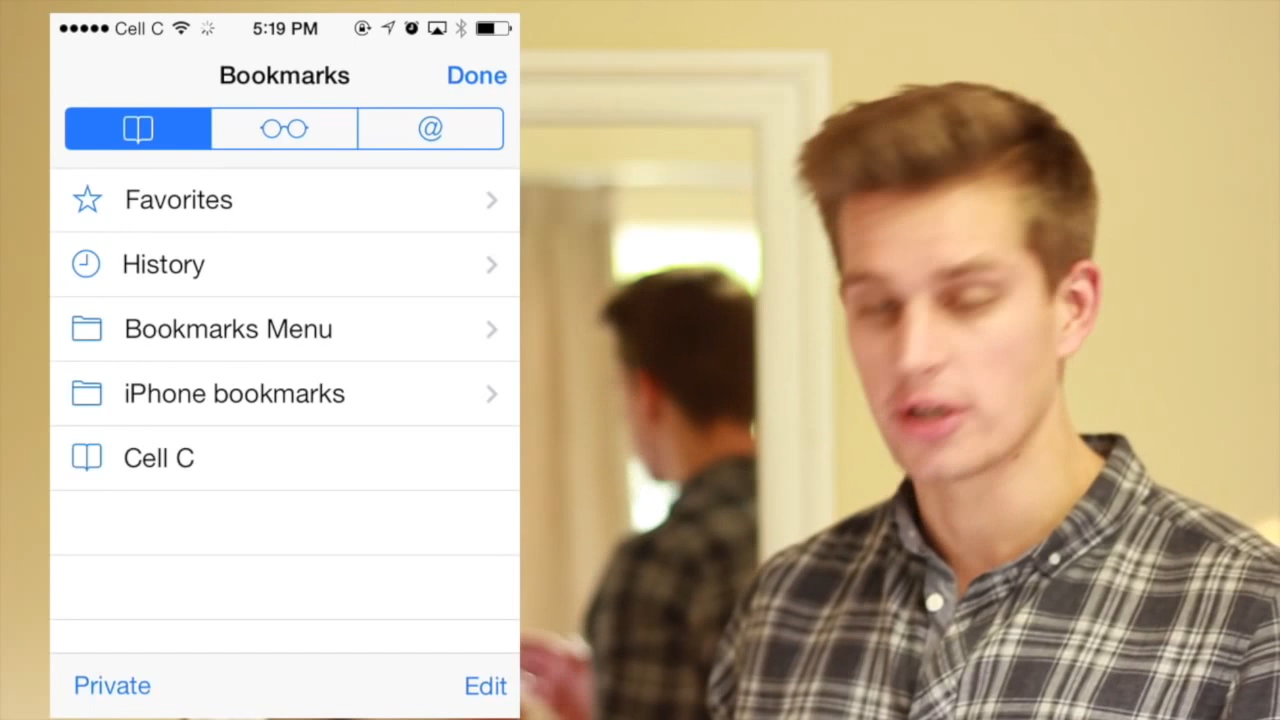 Cell C 5:19 PM
Bookmarks Done
@
Favorites
History
Bookmarks Menu
iPhone bookmarks
Cell C
Private Edit